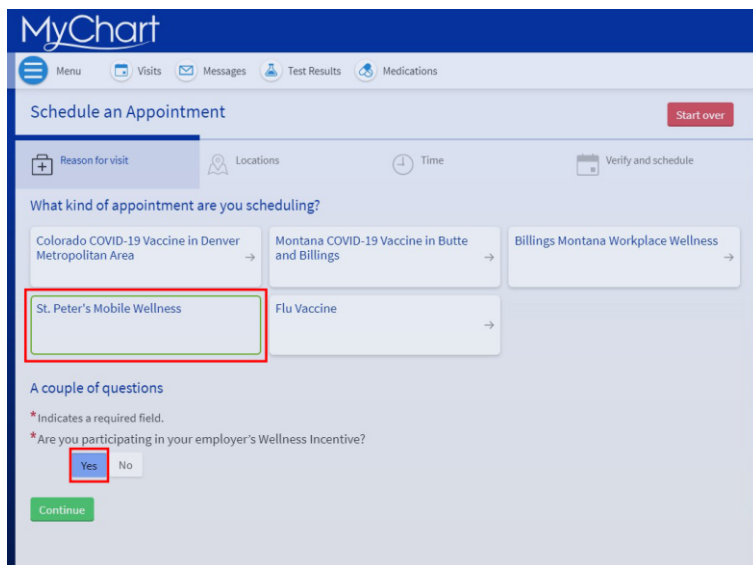 MyChart
Menu Visits Messages Test Results Medications
Schedule an Appointment
Start over
Reason for visit
Locations
Time
Verify and schedule
What kind of appointment are you scheduling?
Colorado COVID-19 Vaccine in Denver
Metropolitan Area
Montana COVID-19 Vaccine in Butte
and Billings
Billings Montana Workplace Wellness
St. Peter's Mobile Wellness
Flu Vaccine
A couple of questions
*Indicates a required field.
*Are you participating in your employer's Wellness Incentive?
Yes No
Continue